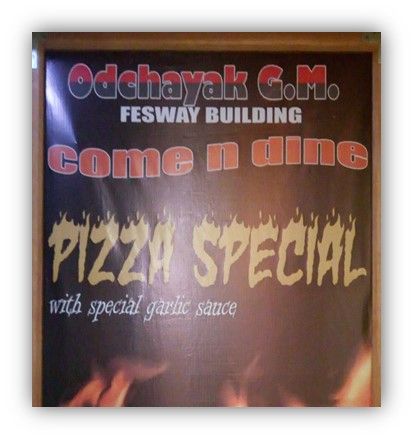 Odchayak G.M.
FESWAY BUILDING
come n dine
PIZZA SPECIAL
with special garlic sauce